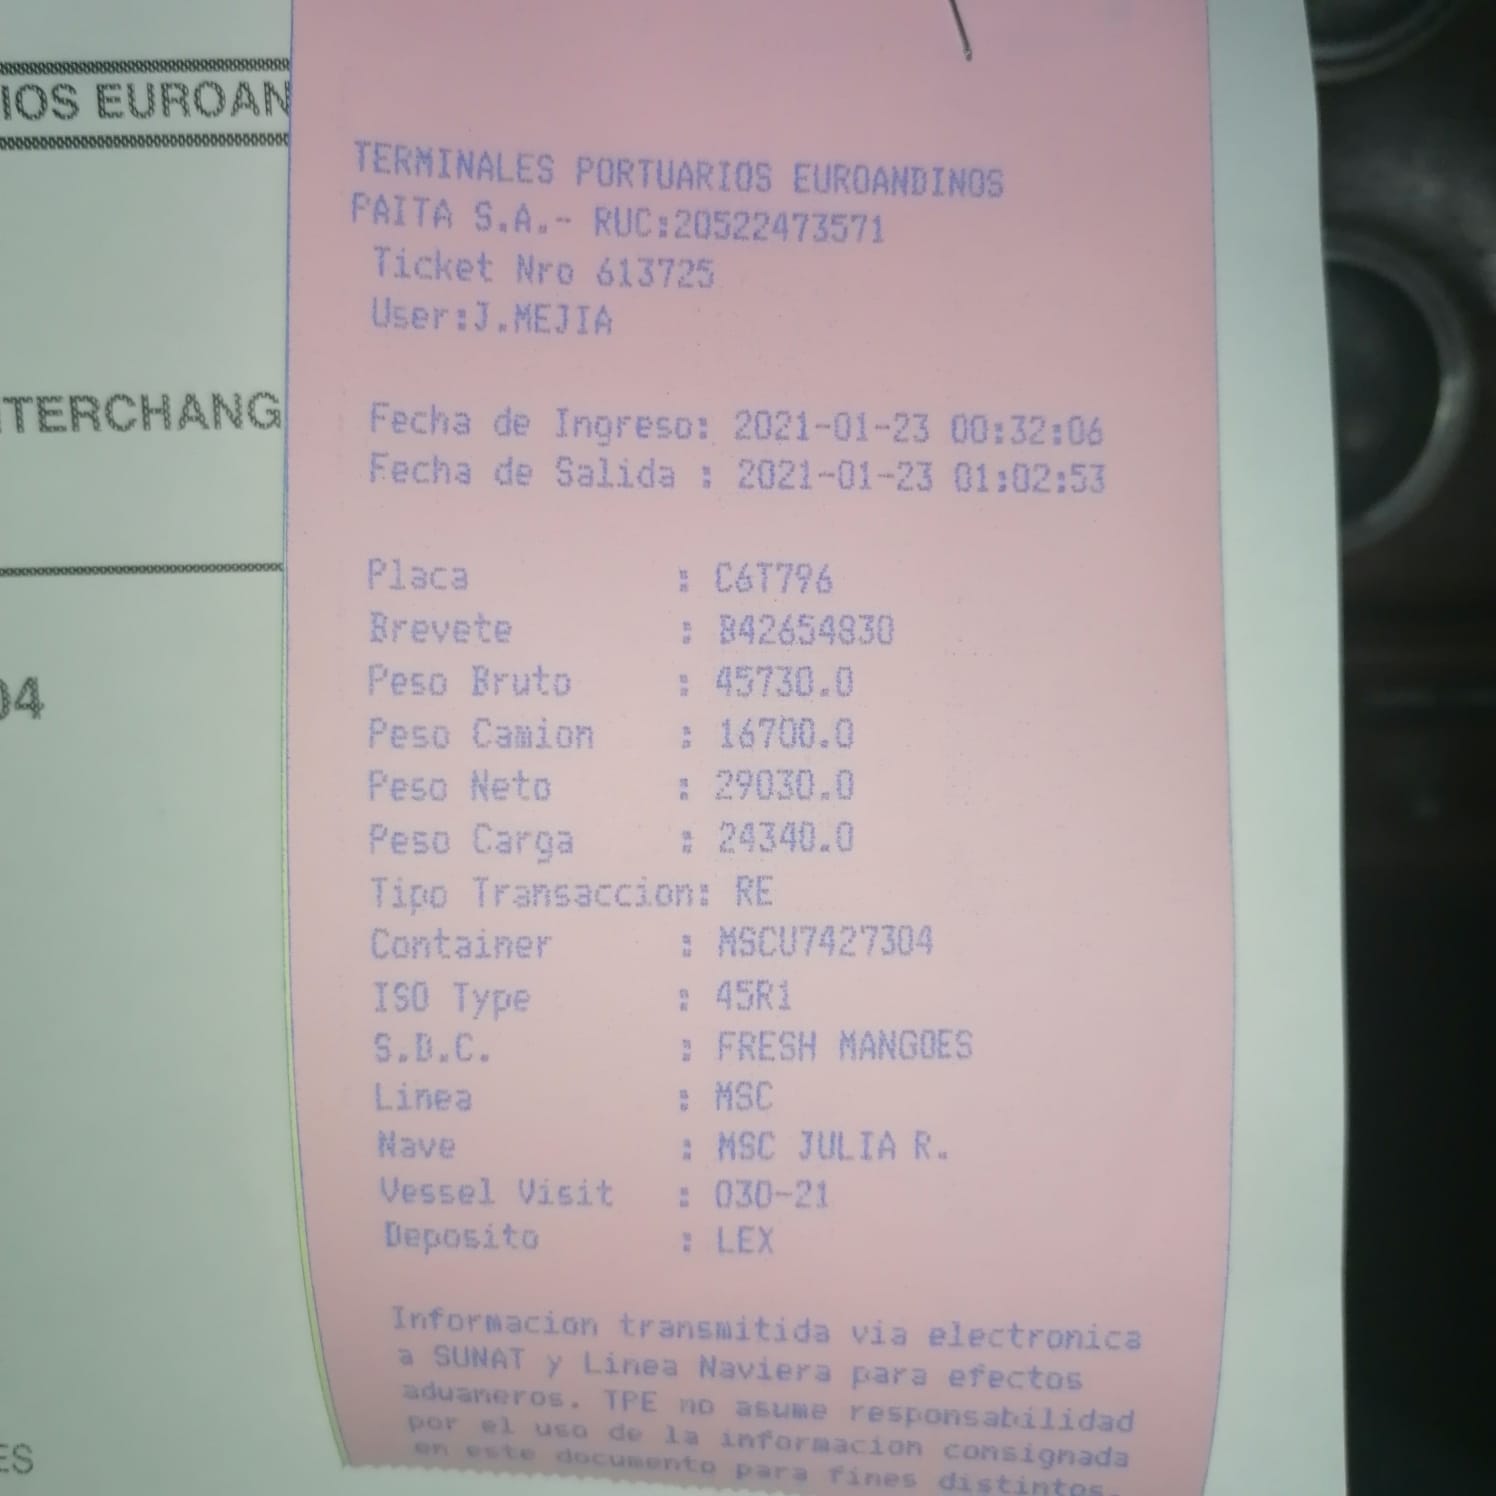 IOS EUROAN
TERMINALES PORTUARIOS EUROANDINOS
PAITA S.A.- RUC:20522473571
Ticket Nro 613725
User:J.MEJIA
NTERCHANG
Fecha de Ingreso: 2021-01-23 00:32:06
Fecha de Salida : 2021-01-23 01:02:53
Placa : C6T796
Brevete : B42654830
04
Peso Bruto : 45730.0
Peso Camion : 16700.0
Peso Neto : 29030.0
Peso Carga : 24340.0
Tipo Transaccion: RE
Container : MSCU7427304
ISO Type : 45R1
S.D.C. : FRESH MANGOES
Linea : MSC
Nave : MSC JULIA R.
Vessel Visit : 030-21
Deposito : LEX
Informacion transmitida via electronica
a SUNAT y Linea Naviera para efectos
aduaneros. TPE no asume responsabilidad
por el uso de la informacion consignada
en este documento para fines distintos.
ES